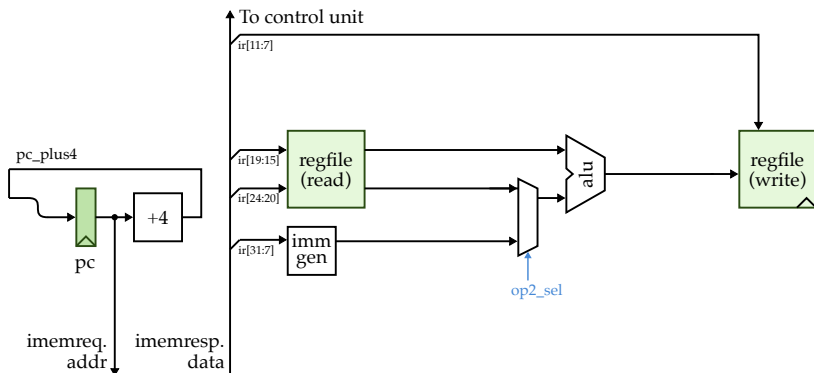 To control unit
ir[11:7]
pc_plus4
ir[19:15]
regfile
(read)
alu
regfile
(write)
ir[24:20]
+4
pc
ir[31:7]
imm
gen
op2_sel
imemreq.
addr
imemresp.
data